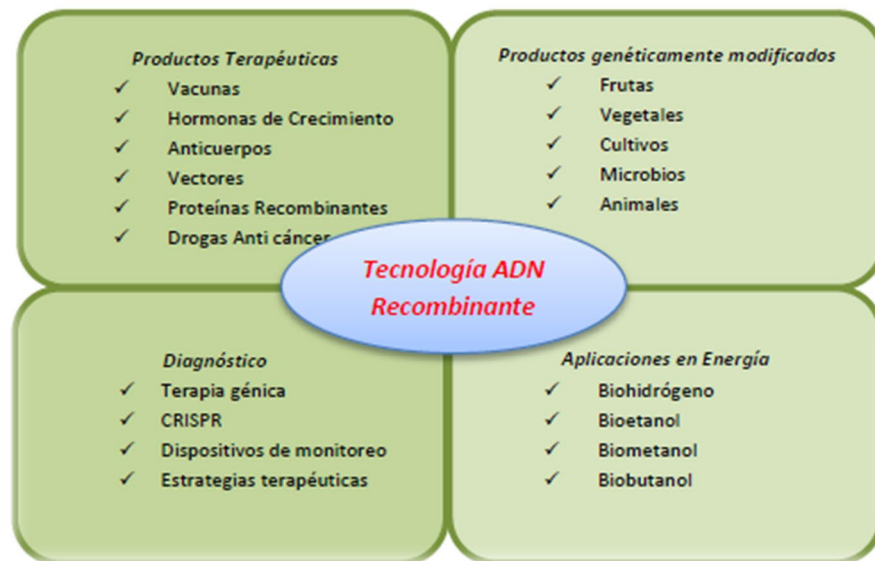 Productos Terapéuticas
✓ Vacunas
✓ Hormonas de Crecimiento
✓ Anticuerpos
✓ Vectores
✓ Proteínas Recombinantes
✓ Drogas Anti cáncer
Productos genéticamente modificados
✓ Frutas
✓ Vegetales
✓ Cultivos
✓ Microbios
✓ Animales
Tecnología ADN
Recombinante
Diagnóstico
✓ Terapia génica
✓ CRISPR
✓ Dispositivos de monitoreo
✓ Estrategias terapéuticas
Aplicaciones en Energía
✓ Biohidrógeno
✓ Bioetanol
✓ Biometanol
✓ Biobutanol